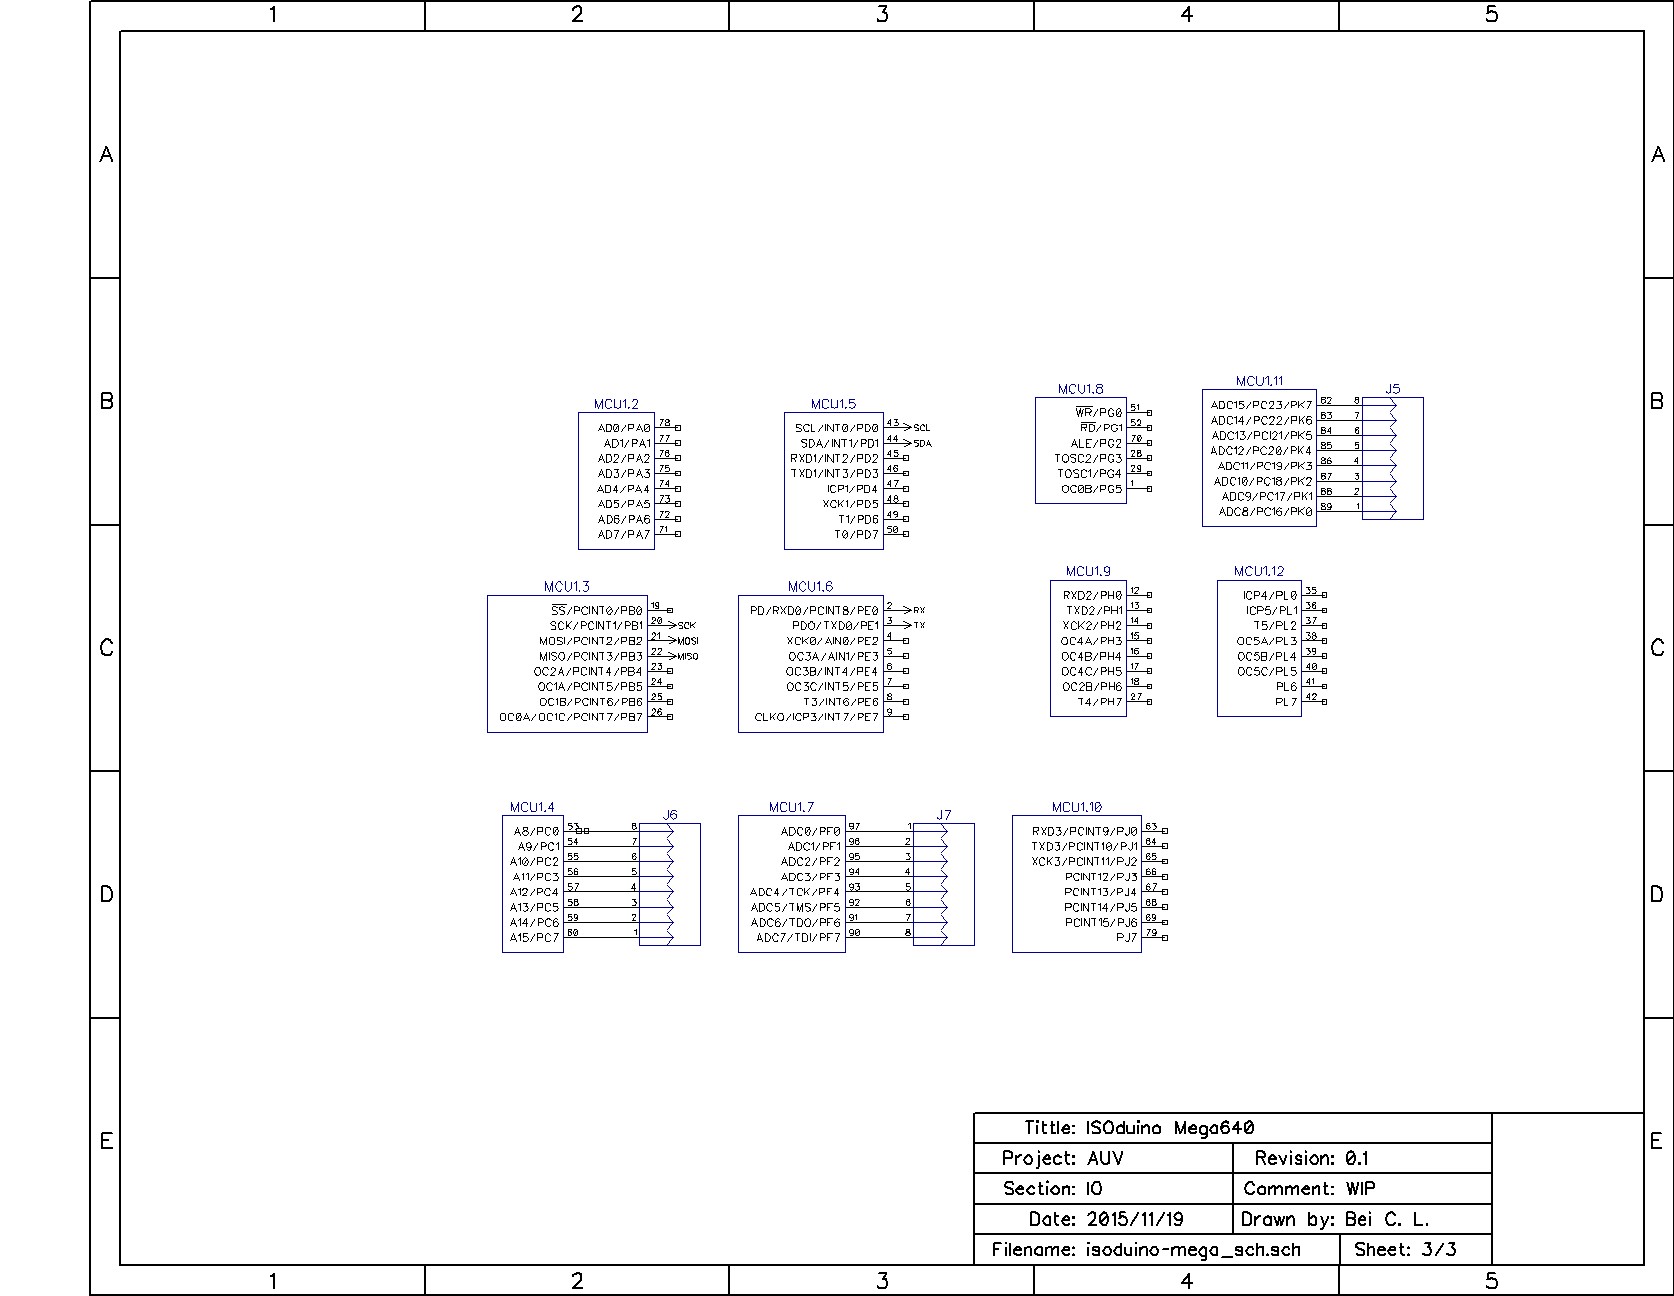 1 2 3 4 5
A A
B B
C C
D D
E E
MCU1.2
AD0/PA0 78
AD1/PA1 77
AD2/PA2 76
AD3/PA3 75
AD4/PA4 74
AD5/PA5 73
AD6/PA6 72
AD7/PA7 71
MCU1.5
SCL/INT0/PD0 43 SCL
SDA/INT1/PD1 44 SDA
RXD1/INT2/PD2 45
TXD1/INT3/PD3 46
ICP1/PD4 47
XCK1/PD5 48
T1/PD6 49
T0/PD7 50
MCU1.8
WR/PG0 51
RD/PG1 52
ALE/PG2 70
TOSC2/PG3 28
TOSC1/PG4 29
OC0B/PG5 1
MCU1.11 J5
ADC15/PC23/PK7 82 8
ADC14/PC22/PK6 83 7
ADC13/PCI21/PK5 84 6
ADC12/PC20/PK4 85 5
ADC11/PC19/PK3 86 4
ADC10/PC18/PK2 87 3
ADC9/PC17/PK1 88 2
ADC8/PC16/PK0 89 1
MCU1.3
SS/PCINT0/PB0 19
SCK/PCINT1/PB1 20 SCK
MOSI/PCINT2/PB2 21 MOSI
MISO/PCINT3/PB3 22 MISO
OC2A/PCINT4/PB4 23
OC1A/PCINT5/PB5 24
OC1B/PCINT6/PB6 25
OC0A/OC1C/PCINT7/PB7 26
MCU1.6
PD/RXD0/PCINT8/PE0 2 RX
PDO/TXD0/PE1 3 TX
XCK0/AIN0/PE2 4
OC3A/AIN1/PE3 5
OC3B/INT4/PE4 6
OC3C/INT5/PE5 7
T3/INT6/PE6 8
CLKO/ICP3/INT7/PE7 9
MCU1.9
RXD2/PH0 12
TXD2/PH1 13
XCK2/PH2 14
OC4A/PH3 15
OC4B/PH4 16
OC4C/PH5 17
OC2B/PH6 18
T4/PH7 27
MCU1.12
ICP4/PL0 35
ICP5/PL1 36
T5/PL2 37
OC5A/PL3 38
OC5B/PL4 39
OC5C/PL5 40
PL6 41
PL7 42
MCU1.4 J6
A8/PC0 53 8
A9/PC1 54 7
A10/PC2 55 6
A11/PC3 56 5
A12/PC4 57 4
A13/PC5 58 3
A14/PC6 59 2
A15/PC7 60 1
MCU1.7 J7
ADC0/PF0 97 1
ADC1/PF1 96 2
ADC2/PF2 95 3
ADC3/PF3 94 4
ADC4/TCK/PF4 93 5
ADC5/TMS/PF5 92 6
ADC6/TDO/PF6 91 7
ADC7/TDI/PF7 90 8
MCU1.10
RXD3/PCINT9/PJ0 63
TXD3/PCINT10/PJ1 64
XCK3/PCINT11/PJ2 65
PCINT12/PJ3 66
PCINT13/PJ4 67
PCINT14/PJ5 68
PCINT15/PJ6 69
PJ7 79
Tittle: ISOduino Mega640
Project: AUV Revision: 0.1
Section: IO Comment: WIP
Date: 2015/11/19 Drawn by: Bei C. L.
Filename: isoduino-mega_sch.sch Sheet: 3/3
1 2 3 4 5